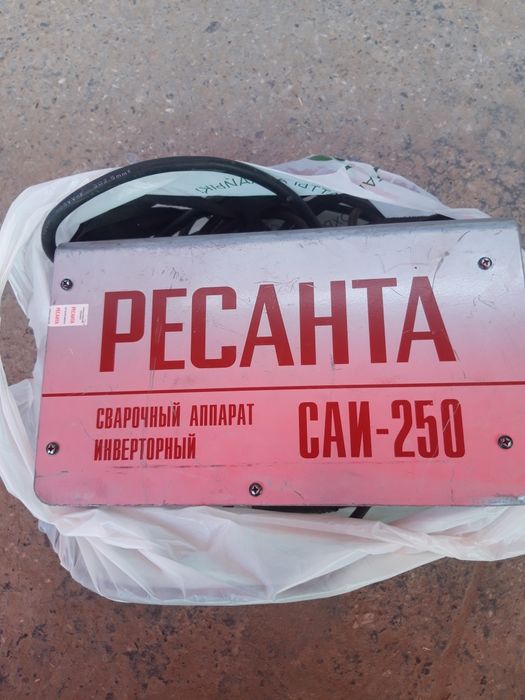 РЕСАНТА
СВАРОЧНЫЙ АППАРАТ
ИНВЕРТОРНЫЙ
САИ-250